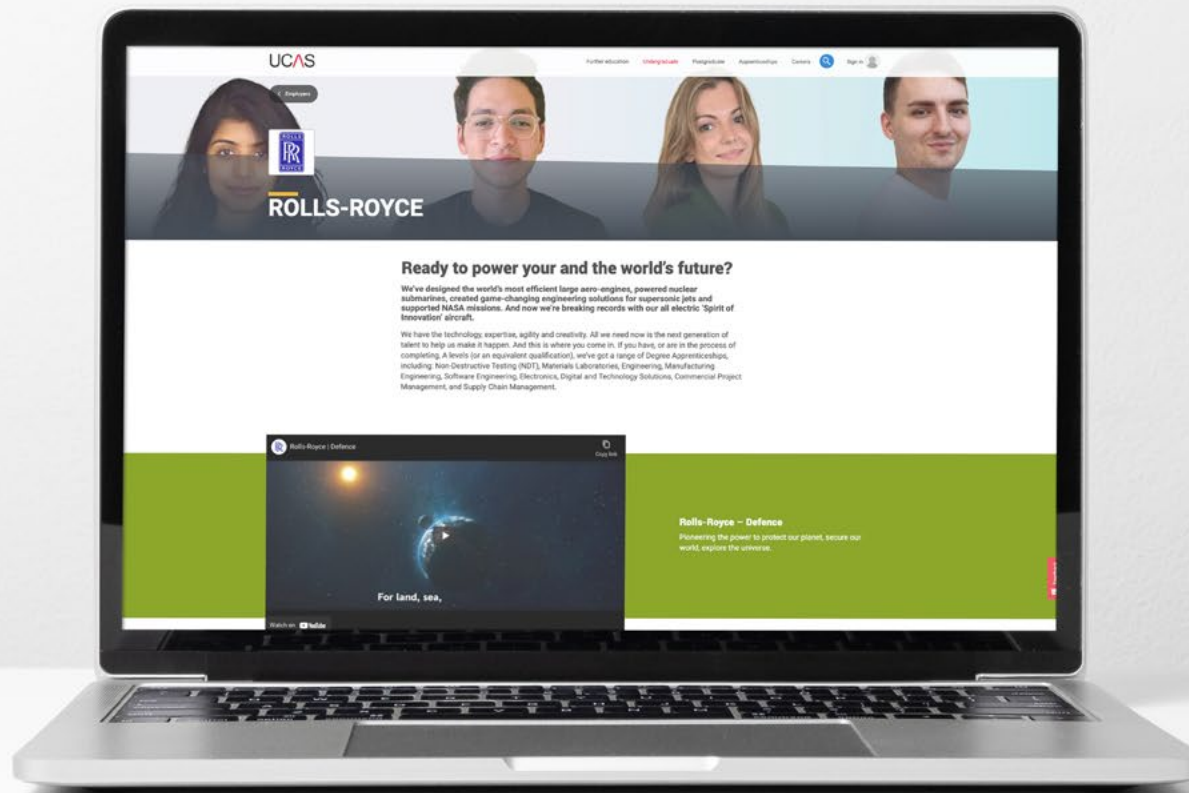 UCAS
Further education Undergraduate Postgraduate Apprenticeships Careers Sign in
Employers
ROLLS
RR
ROYCE
ROLLS-ROYCE
Ready to power your and the world's future?
We've designed the world's most efficient large aero-engines, powered nuclear
submarines, created game-changing engineering solutions for supersonic jets and
supported NASA missions. And now we're breaking records with our all electric 'Spirit of
Innovation' aircraft.
We have the technology, expertise, agility and creativity. All we need now is the next generation of
talent to help us make it happen. And this is where you come in. If you have, or are in the process of
completing, A levels (or an equivalent qualification), we've got a range of Degree Apprenticeships,
including: Non-Destructive Testing (NDT), Materials Laboratories, Engineering, Manufacturing
Engineering, Software Engineering, Electronics, Digital and Technology Solutions, Commercial Project
Management, and Supply Chain Management.
Rolls-Royce | Defence
Copy link
For land, sea,
Watch on YouTube
Rolls-Royce – Defence
Pioneering the power to protect our planet, secure our
world, explore the universe.